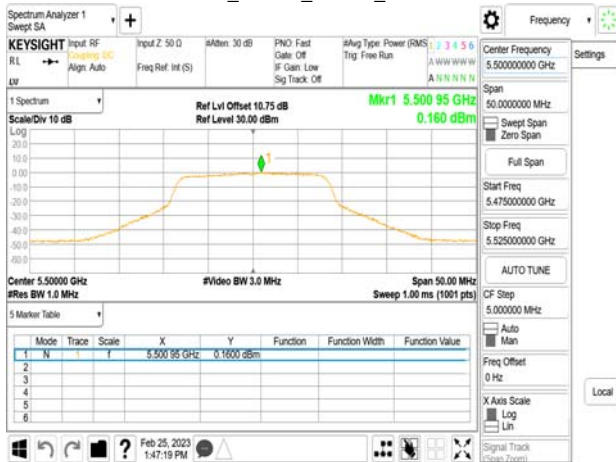 Spectrum Analyzer 1
Swept SA
+
Frequency
KEYSIGHT Input: RF Input Z: 50 Ω #Atten: 30 dB PNO: Fast #Avg Type: Power (RMS) 1 2 3 4 5 6
RL Coupling: DC Gate: Off Trig: Free Run A W W W W W
Align: Auto Freq Ref: Int (S) IF Gain: Low
Sig Track: Off A N N N N N
1 Spectrum
Ref Lvl Offset 10.75 dB
Mkr1 5.500 95 GHz
Scale/Div 10 dB
Ref Level 30.00 dBm
0.160 dBm
Log
20.0
10.0
1
0.00
-10.0
-20.0
-30.0
-40.0
-50.0
-60.0
Center 5.50000 GHz #Video BW 3.0 MHz Span 50.00 MHz
#Res BW 1.0 MHz Sweep 1.00 ms (1001 pts)
5 Marker Table
Mode Trace Scale X Y Function Function Width Function Value
1 N 1 f 5.500 95 GHz 0.1600 dBm
2
3
4
5
6
Feb 25, 2023
1:47:19 PM
?
Center Frequency
5.500000000 GHz
Settings
Span
50.0000000 MHz
Swept Span
Zero Span
Full Span
Start Freq
5.475000000 GHz
Stop Freq
5.525000000 GHz
AUTO TUNE
CF Step
5.000000 MHz
Auto
Man
Freq Offset
0 Hz
Local
X Axis Scale
Log
Lin
Signal Track
(Span Zoom)